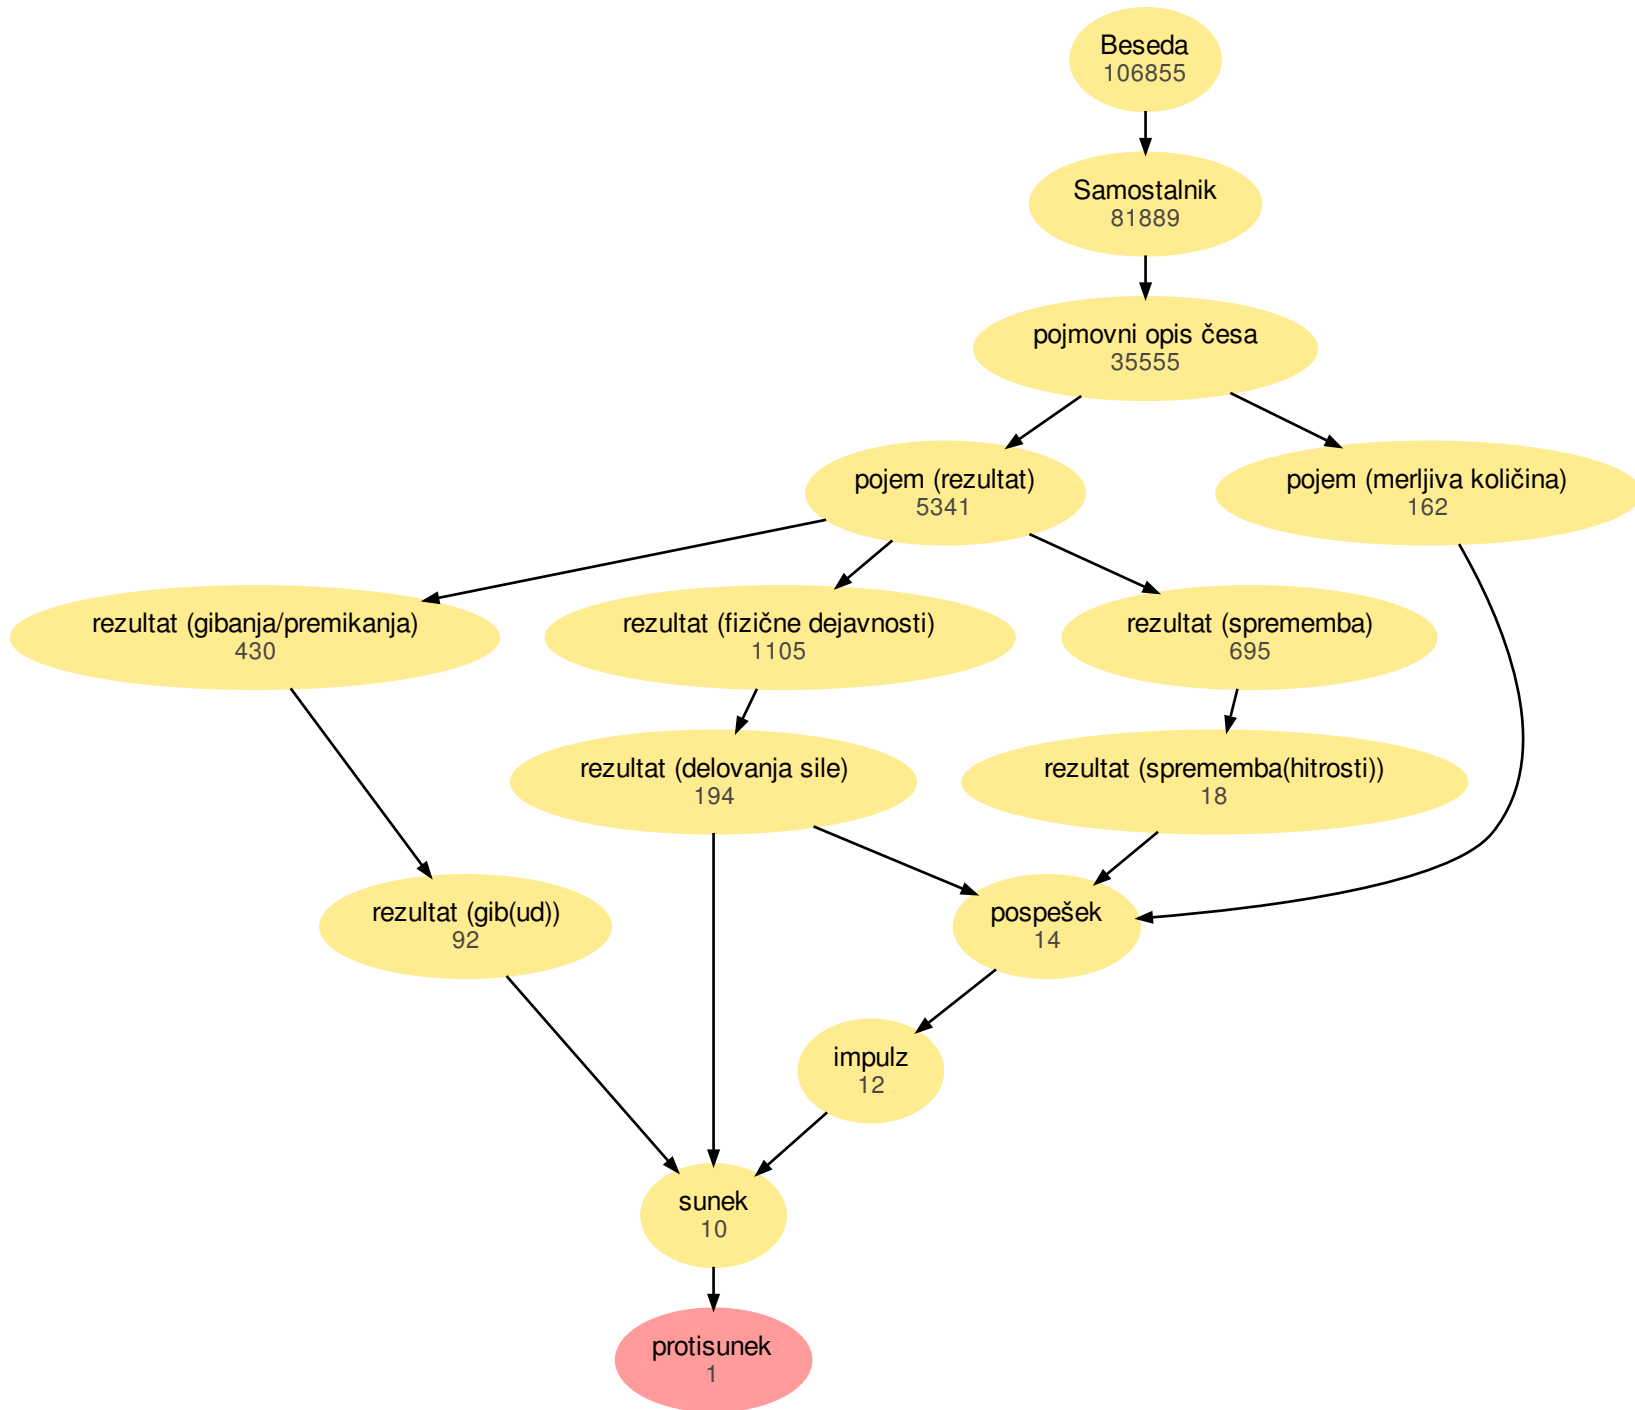 Beseda
106855
Samostalnik
81889
pojmovni opis česa
35555
pojem (rezultat)
5341
pojem (merljiva količina)
162
rezultat (gibanja/premikanja)
430
rezultat (fizične dejavnosti)
1105
rezultat (sprememba)
695
rezultat (delovanja sile)
194
rezultat (sprememba(hitrosti))
18
rezultat (gib(ud))
92
pospešek
14
impulz
12
sunek
10
protisunek
1